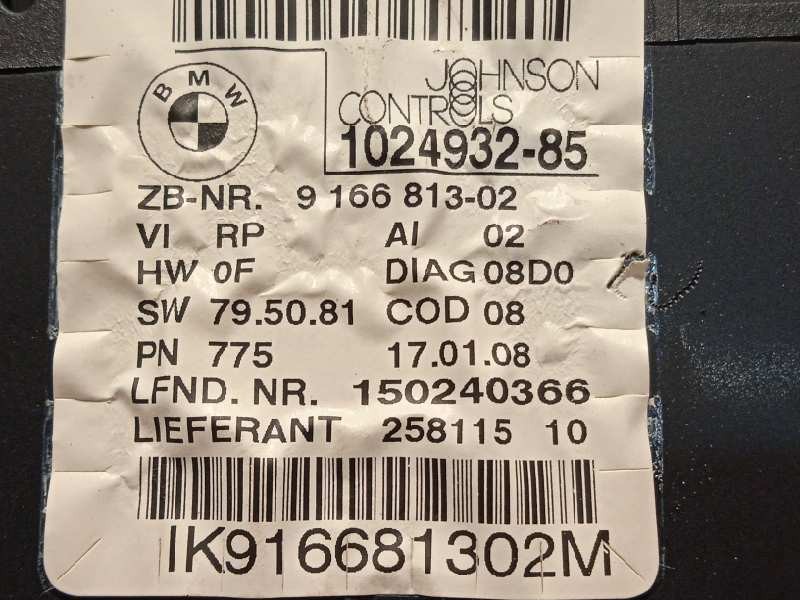 BMW
JOHNSON
CONTROLS
1024932-85
ZB-NR. 9 166 813-02
VI RP AI 02
HW 0F DIAG 08D0
SW 79.50.81 COD 08
PN 775 17.01.08
LFND. NR. 150240366
LIEFERANT 258115 10
IK916681302M